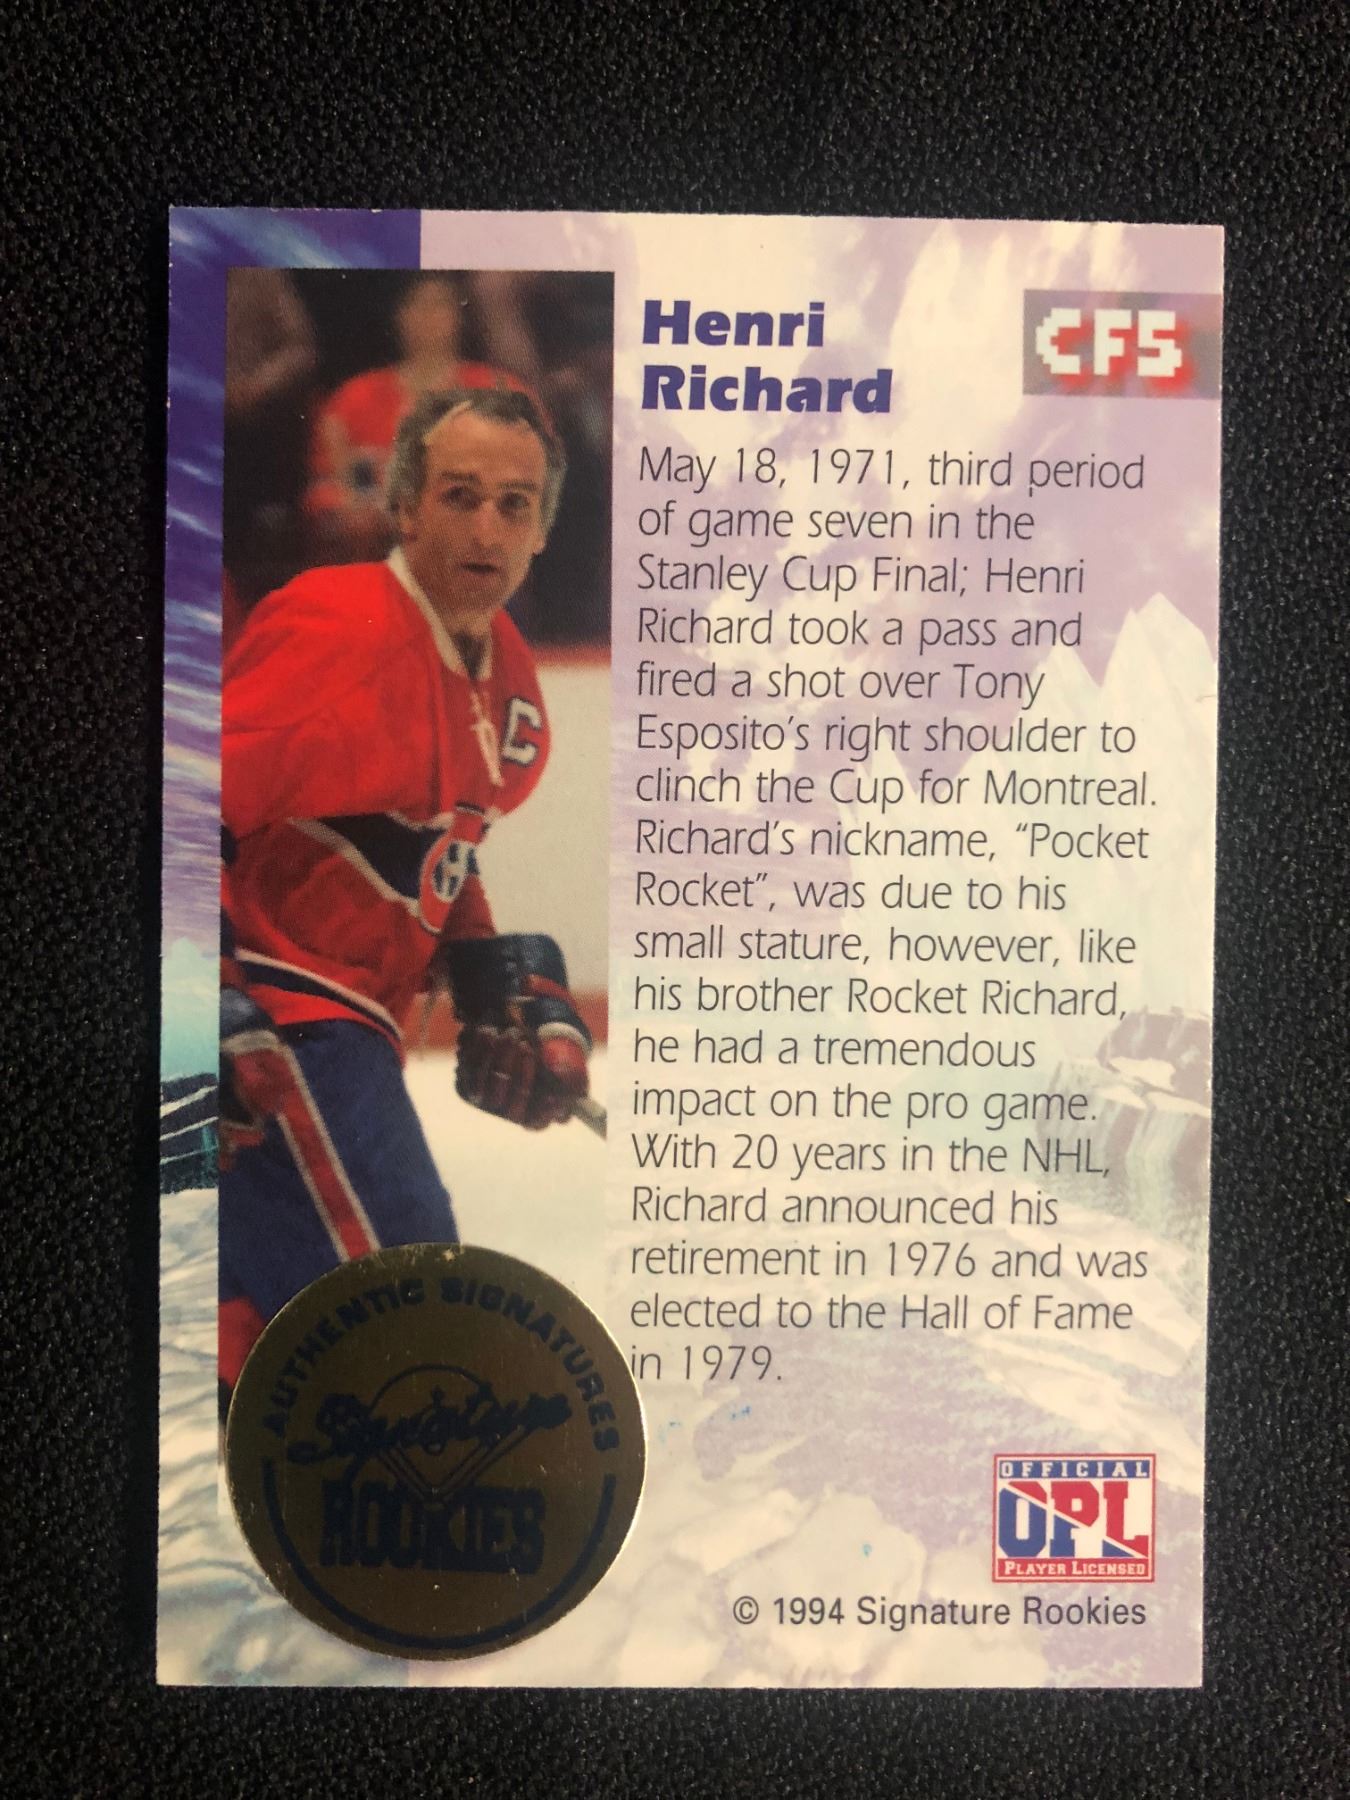 Henri
Richard
CF5
May 18, 1971, third period
of game seven in the
Stanley Cup Final; Henri
Richard took a pass and
fired a shot over Tony
Esposito's right shoulder to
clinch the Cup for Montreal.
Richard's nickname, "Pocket
Rocket", was due to his
small stature, however, like
his brother Rocket Richard,
he had a tremendous
impact on the pro game.
With 20 years in the NHL,
Richard announced his
retirement in 1976 and was
elected to the Hall of Fame
in 1979.
C
H
AUTHENTIC SIGNATURES
Signature
ROOKIES
OFFICIAL
OPL
PLAYER LICENSED
© 1994 Signature Rookies